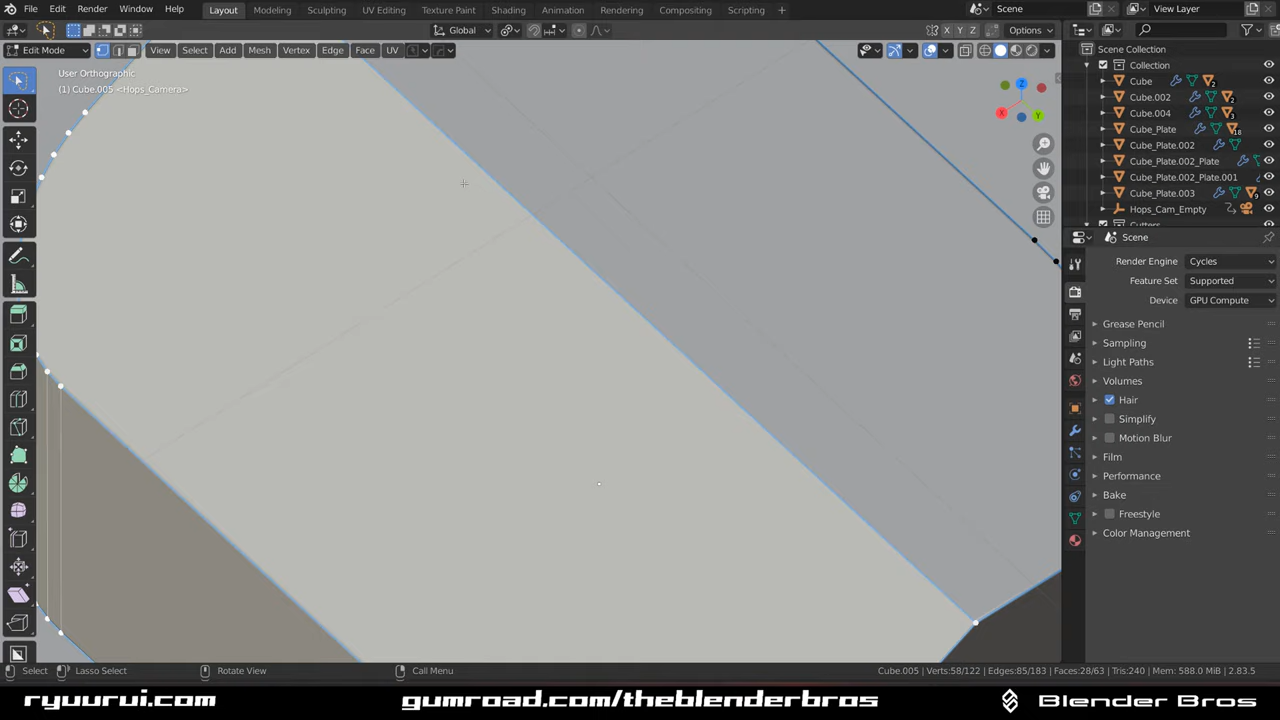 File Edit Render Window Help Layout Modeling Sculpting UV Editing Texture Paint Shading Animation Rendering Compositing Scripting + Scene View Layer
Global X Y Z Options
Edit Mode View Select Add Mesh Vertex Edge Face UV
User Orthographic
(1) Cube.005 <Hops_Camera>
Z
X
Y
Scene Collection
Collection
Cube 2
Cube.002 2
Cube.004 3
Cube_Plate 18
Cube_Plate.002
Cube_Plate.002_Plate
Cube_Plate.002_Plate.001
Cube_Plate.003 9
Hops_Cam_Empty
Cutters
Scene
Render Engine Cycles
Feature Set Supported
Device GPU Compute
Grease Pencil
Sampling
Light Paths
Volumes
Hair
Simplify
Motion Blur
Film
Performance
Bake
Freestyle
Color Management
Select Lasso Select Rotate View Call Menu Cube.005 | Verts:58/122 | Edges:85/183 | Faces:28/63 | Tris:240 | Mem: 588.0 MiB | 2.83.5
ryuurui.com gumroad.com/theblenderbros Blender Bros